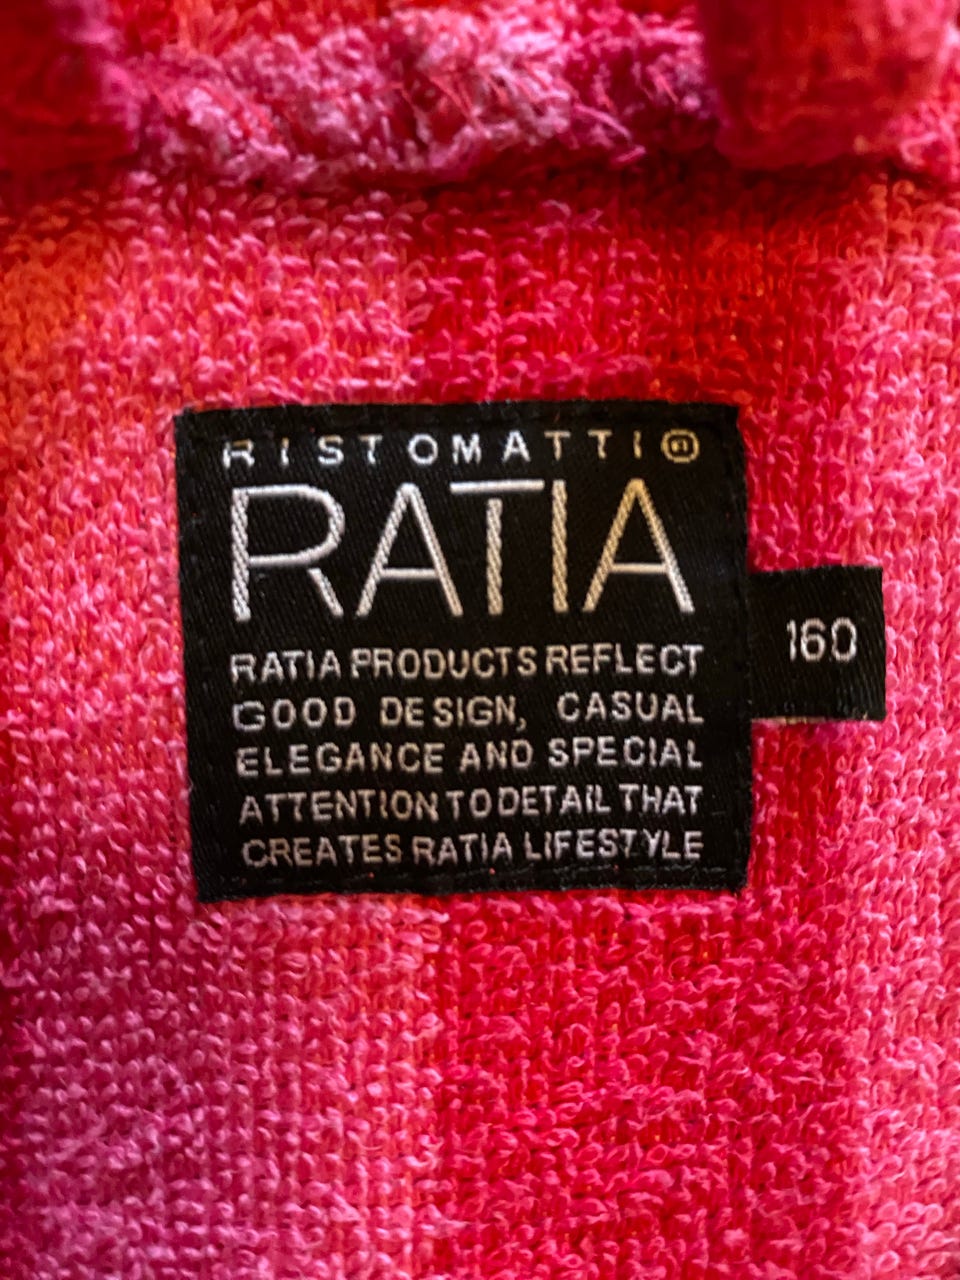 RISTOMATTI®
RATIA
RATIA PRODUCTS REFLECT
GOOD DESIGN, CASUAL
ELEGANCE AND SPECIAL
ATTENTION TO DETAIL THAT
CREATES RATIA LIFESTYLE
160